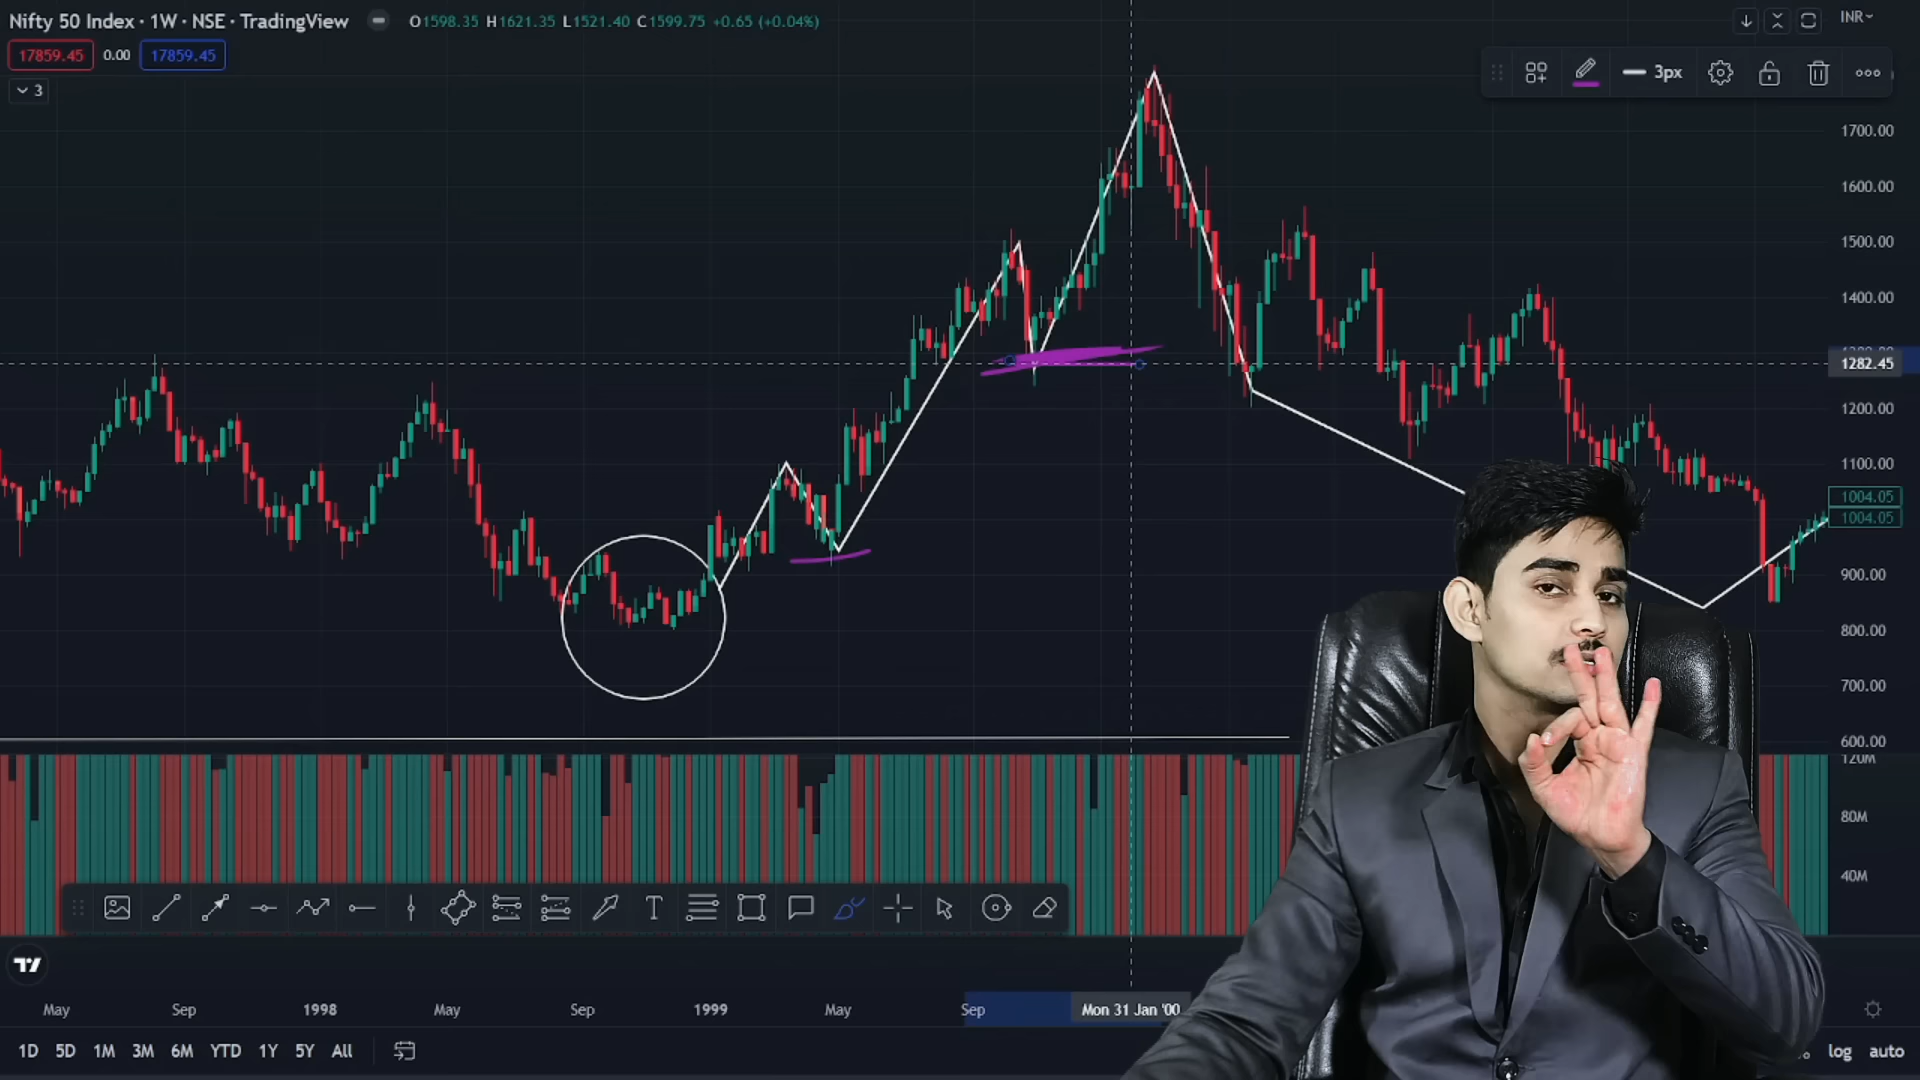 Nifty 50 Index · 1W · NSE · TradingView O1598.35 H1621.35 L1521.40 C1599.75 +0.65 (+0.04%)
INR
17859.45 0.00 17859.45
3px
3
1700.00
1600.00
1500.00
1400.00
1282.45
1200.00
1100.00
1004.05
1004.05
900.00
800.00
700.00
600.00
120M
80M
40M
T
May Sep 1998 May Sep 1999 May Sep Mon 31 Jan '00
1D 5D 1M 3M 6M YTD 1Y 5Y All
log auto